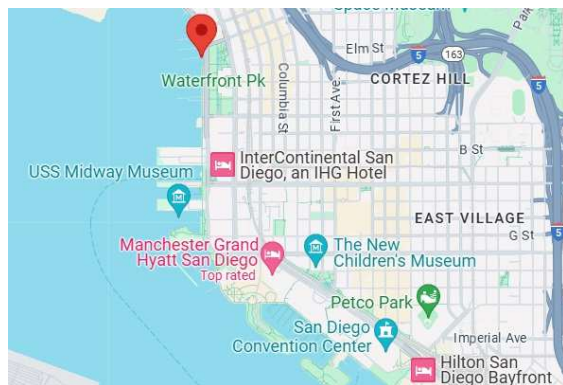 Space Museum
Park
Elm St
163
5
5
Waterfront Pk
CORTEZ HILL
Columbia St
First Ave.
B St
InterContinental San
Diego, an IHG Hotel
USS Midway Museum
EAST VILLAGE
G St
Manchester Grand
Hyatt San Diego
Top rated
The New
Children's Museum
5
Petco Park
San Diego
Convention Center
Imperial Ave
Hilton San
Diego Bayfront